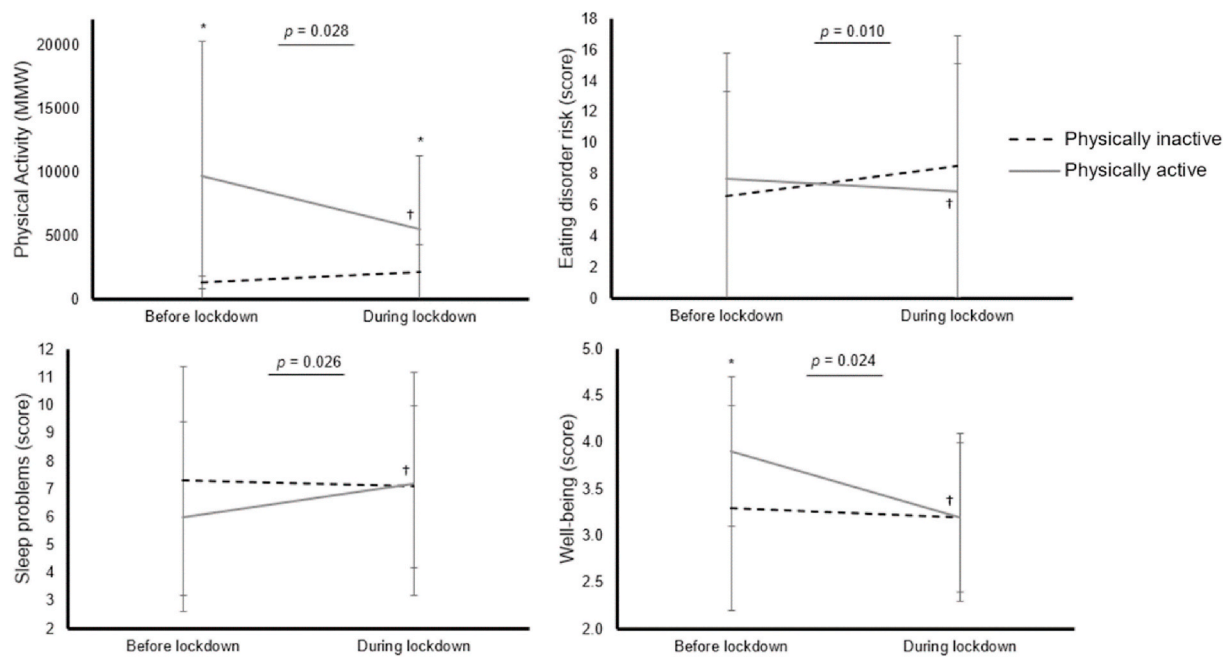 Physical Activity (MMW)
20000
15000
10000
5000
0
*
p = 0.028
*
†
Before lockdown
During lockdown
Eating disorder risk (score)
18
16
14
12
10
8
6
4
2
0
p = 0.010
†
Before lockdown
During lockdown
Physically inactive
Physically active
Sleep problems (score)
12
11
10
9
8
7
6
5
4
3
2
p = 0.026
†
Before lockdown
During lockdown
Well-being (score)
5.0
4.5
4.0
3.5
3.0
2.5
2.0
*
p = 0.024
†
Before lockdown
During lockdown